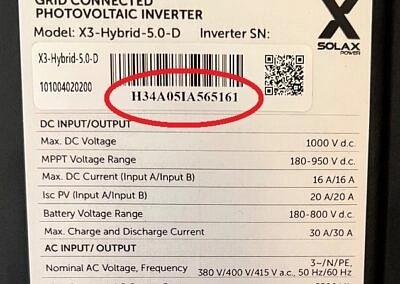 GRID CONNECTED
PHOTOVOLTAIC INVERTER
Model: X3-Hybrid-5.0-D Inverter SN:
X
SOLAX
POWER
X3-Hybrid-5.0-D
101004020200
H34A05IA565161
DC INPUT/OUTPUT
Max. DC Voltage 1000 V d.c.
MPPT Voltage Range 180-950 V d.c.
Max. DC Current (Input A/Input B) 16 A/16 A
Isc PV (Input A/Input B) 20 A/20 A
Battery Voltage Range 180-800 V d.c.
Max. Charge and Discharge Current 30 A/30 A
AC INPUT/ OUTPUT
Nominal AC Voltage, Frequency 3~/N/PE,
380 V/400 V/415 V a.c., 50 Hz/60 Hz